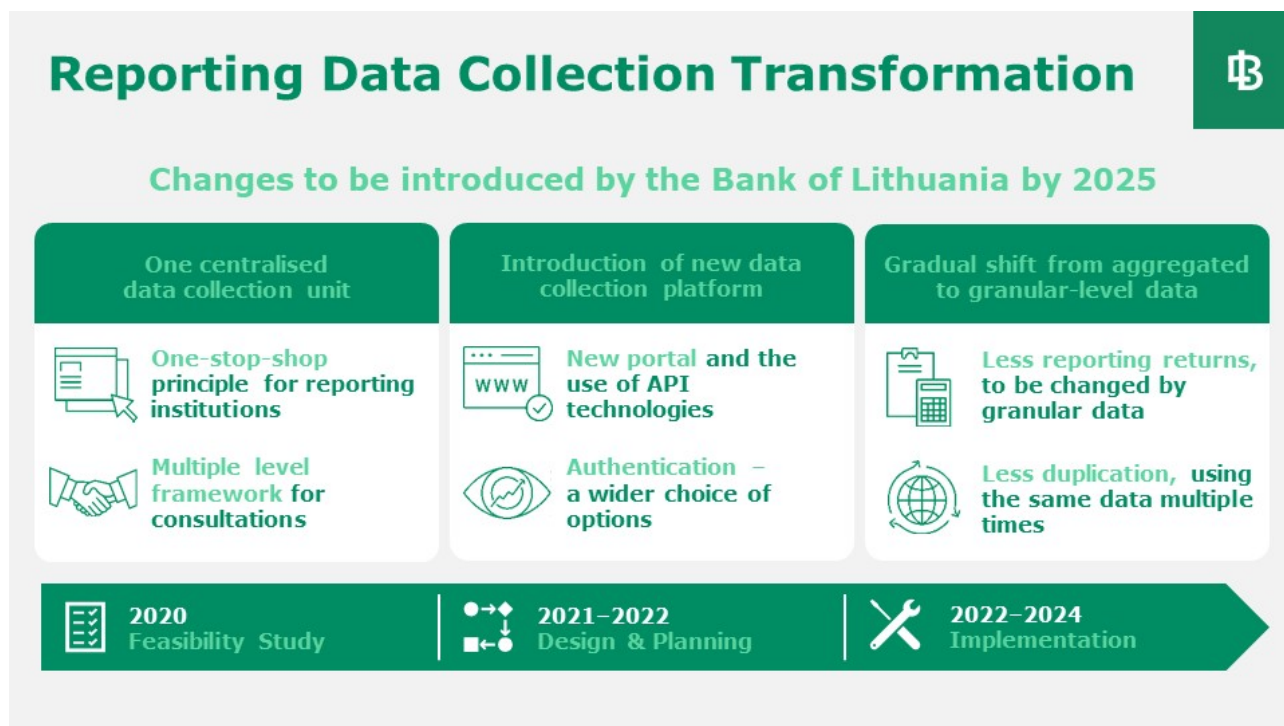 Reporting Data Collection Transformation
Changes to be introduced by the Bank of Lithuania by 2025
One centralised
data collection unit
One-stop-shop
principle for reporting
institutions
Multiple level
framework for
consultations
Introduction of new data
collection platform
www
New portal and the
use of API
technologies
Authentication –
a wider choice of
options
Gradual shift from aggregated
to granular-level data
Less reporting returns,
to be changed by
granular data
Less duplication, using
the same data multiple
times
2020
Feasibility Study
2021–2022
Design & Planning
2022–2024
Implementation